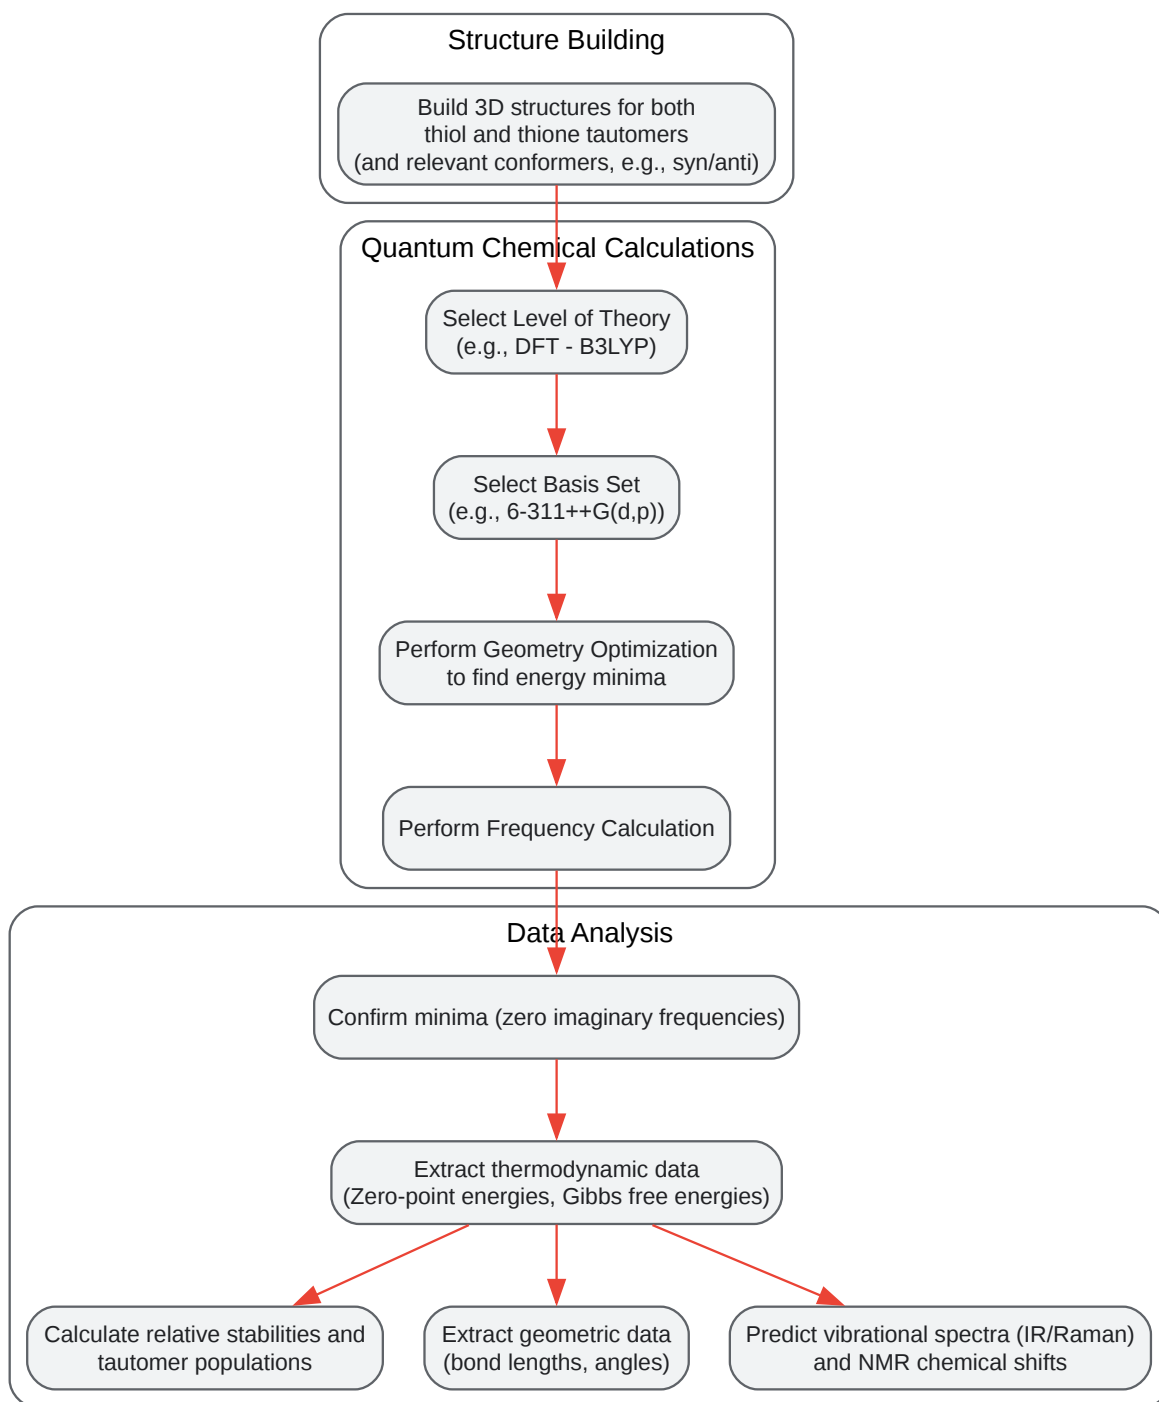 Structure Building
Build 3D structures for both
thiol and thione tautomers
(and relevant conformers, e.g., syn/anti)
Quantum Chemical Calculations
Select Level of Theory
(e.g., DFT - B3LYP)
Select Basis Set
(e.g., 6-311++G(d,p))
Perform Geometry Optimization
to find energy minima
Perform Frequency Calculation
Data Analysis
Confirm minima (zero imaginary frequencies)
Extract thermodynamic data
(Zero-point energies, Gibbs free energies)
Calculate relative stabilities and
tautomer populations
Extract geometric data
(bond lengths, angles)
Predict vibrational spectra (IR/Raman)
and NMR chemical shifts